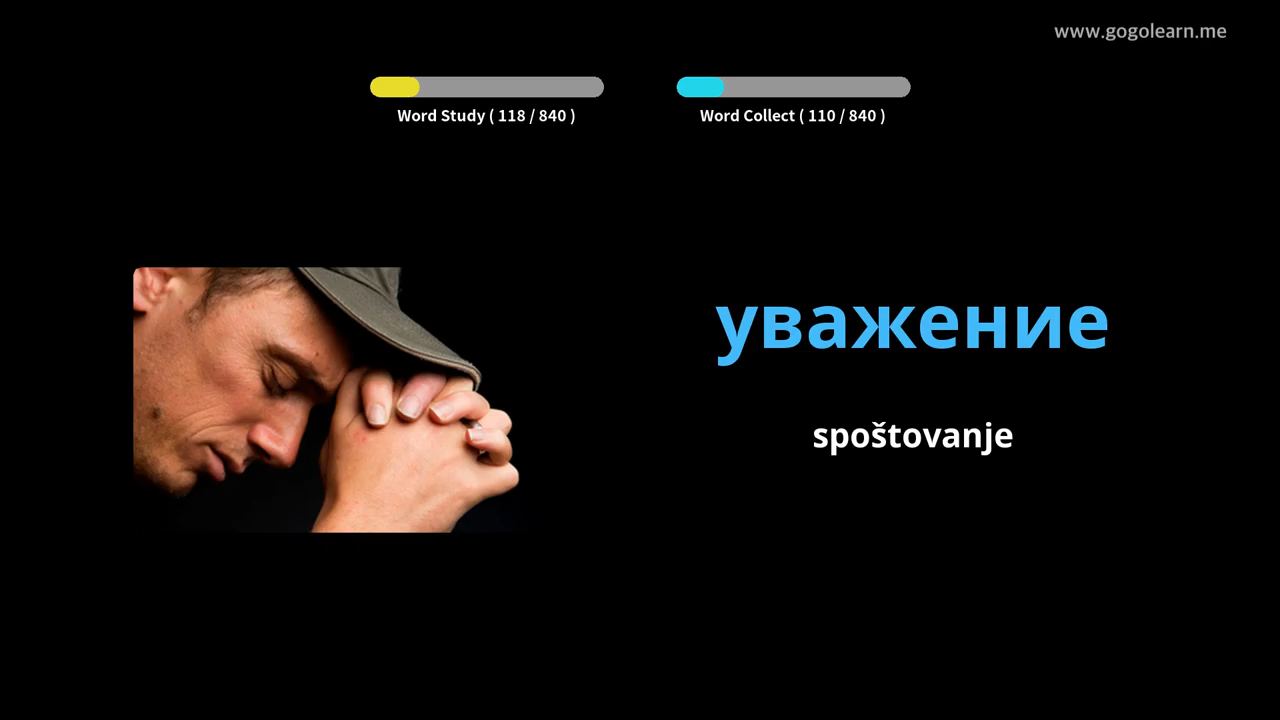 www.gogolearn.me
Word Study ( 118 / 840 )
Word Collect ( 110 / 840 )
уважение
spoštovanje